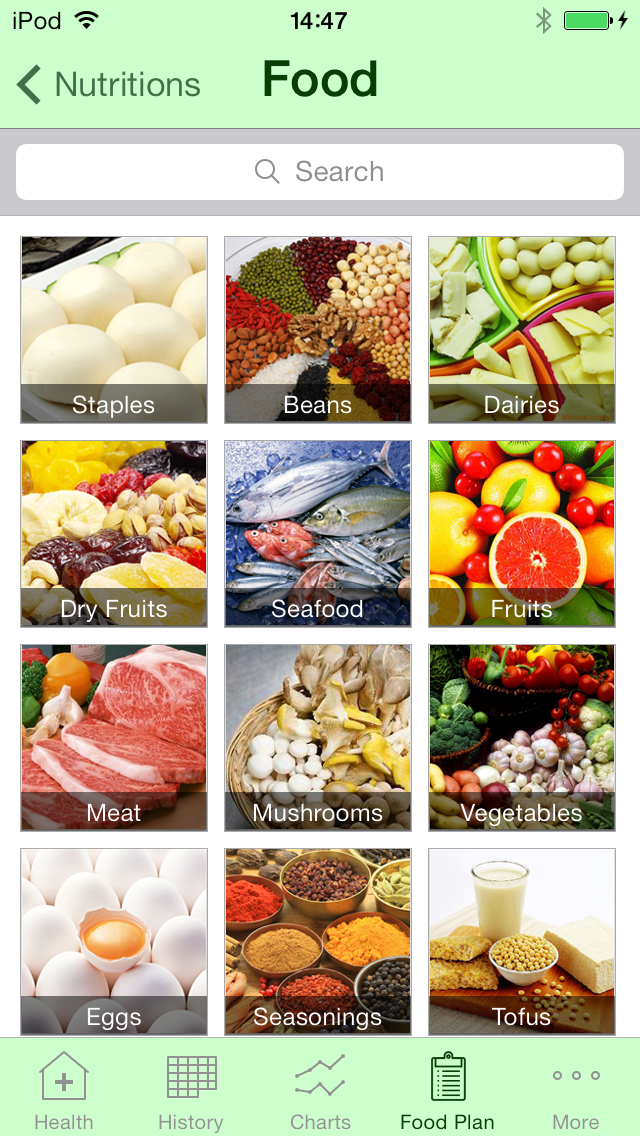 iPod 14:47
Nutritions Food
Search
Staples Beans Dairies
Dry Fruits Seafood Fruits
Meat Mushrooms Vegetables
Eggs Seasonings Tofus
Health History Charts Food Plan More